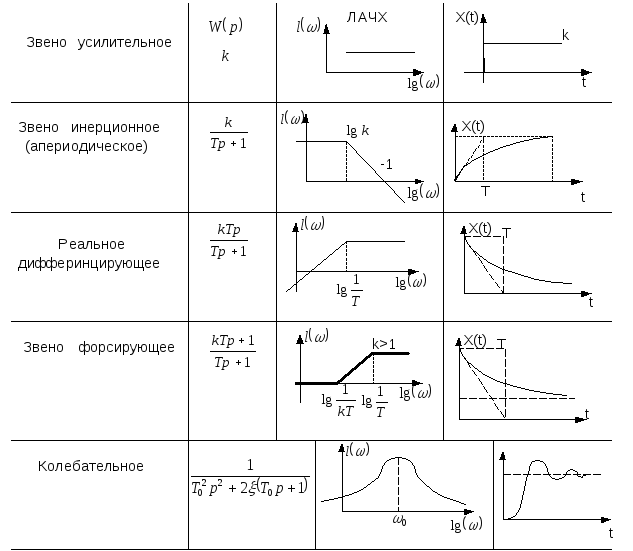 Звено усилительное
W(p)
k
ЛАЧХ
l(ω)
lg(ω)
X(t)
k
t
Звено инерционное
(апериодическое)
k
Tp + 1
l(ω)
lg k
-1
lg(ω)
X(t)
T
t
Реальное
дифферинцирующее
kTp
Tp + 1
l(ω)
lg 1/T
lg(ω)
X(t)
T
t
Звено форсирующее
kTp + 1
Tp + 1
l(ω)
k>1
lg 1/kT
lg 1/T
lg(ω)
X(t)
T
t
Колебательное
1
T₀²p² + 2ξ(T₀p + 1)
l(ω)
ω₀
lg(ω)
t